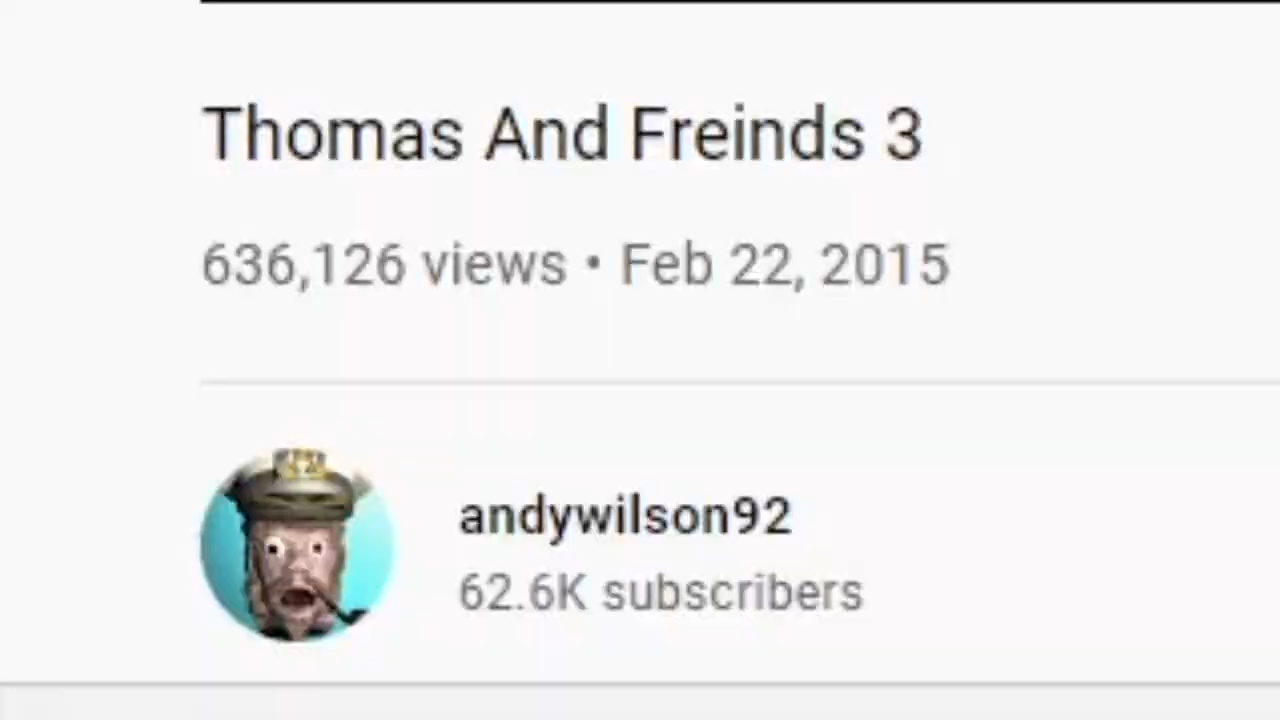 Thomas And Freinds 3
636,126 views • Feb 22, 2015
andywilson92
62.6K subscribers